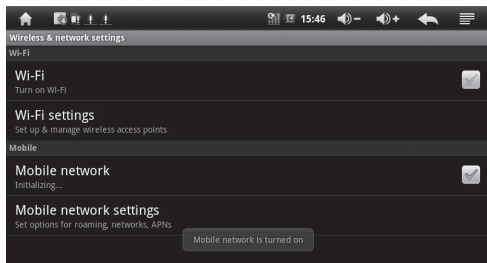 15:46
Wireless & network settings
Wi-Fi
Wi-Fi
Turn on Wi-Fi
Wi-Fi settings
Set up & manage wireless access points
Mobile
Mobile network
Initializing...
Mobile network settings
Set options for roaming, networks, APNs
Mobile network is turned on